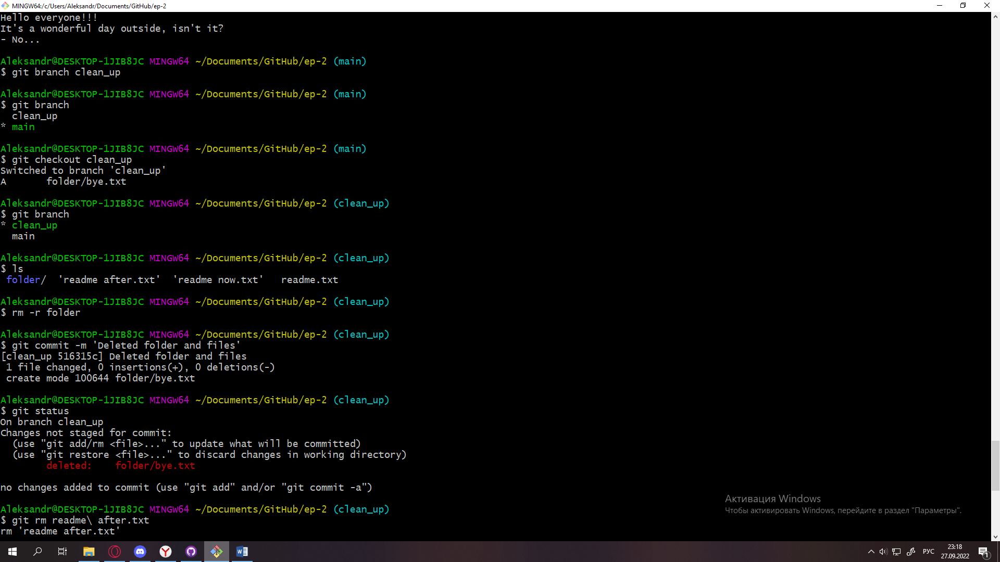 MINGW64:/c/Users/Aleksandr/Documents/GitHub/ep-2
Hello everyone!!!
It's a wonderful day outside, isn't it?
- No...
Aleksandr@DESKTOP-1JIB8JC MINGW64 ~/Documents/GitHub/ep-2 (main)
$ git branch clean_up
Aleksandr@DESKTOP-1JIB8JC MINGW64 ~/Documents/GitHub/ep-2 (main)
$ git branch
  clean_up
* main
Aleksandr@DESKTOP-1JIB8JC MINGW64 ~/Documents/GitHub/ep-2 (main)
$ git checkout clean_up
Switched to branch 'clean_up'
A       folder/bye.txt
Aleksandr@DESKTOP-1JIB8JC MINGW64 ~/Documents/GitHub/ep-2 (clean_up)
$ git branch
* clean_up
  main
Aleksandr@DESKTOP-1JIB8JC MINGW64 ~/Documents/GitHub/ep-2 (clean_up)
$ ls
 folder/  'readme after.txt'  'readme now.txt'   readme.txt
Aleksandr@DESKTOP-1JIB8JC MINGW64 ~/Documents/GitHub/ep-2 (clean_up)
$ rm -r folder
Aleksandr@DESKTOP-1JIB8JC MINGW64 ~/Documents/GitHub/ep-2 (clean_up)
$ git commit -m 'Deleted folder and files'
[clean_up 516315c] Deleted folder and files
 1 file changed, 0 insertions(+), 0 deletions(-)
 create mode 100644 folder/bye.txt
Aleksandr@DESKTOP-1JIB8JC MINGW64 ~/Documents/GitHub/ep-2 (clean_up)
$ git status
On branch clean_up
Changes not staged for commit:
  (use "git add/rm <file>..." to update what will be committed)
  (use "git restore <file>..." to discard changes in working directory)
        deleted:    folder/bye.txt
no changes added to commit (use "git add" and/or "git commit -a")
Aleksandr@DESKTOP-1JIB8JC MINGW64 ~/Documents/GitHub/ep-2 (clean_up)
$ git rm readme\ after.txt
rm 'readme after.txt'
Активация Windows
Чтобы активировать Windows, перейдите в раздел "Параметры".
РУС
23:18
27.09.2022
1